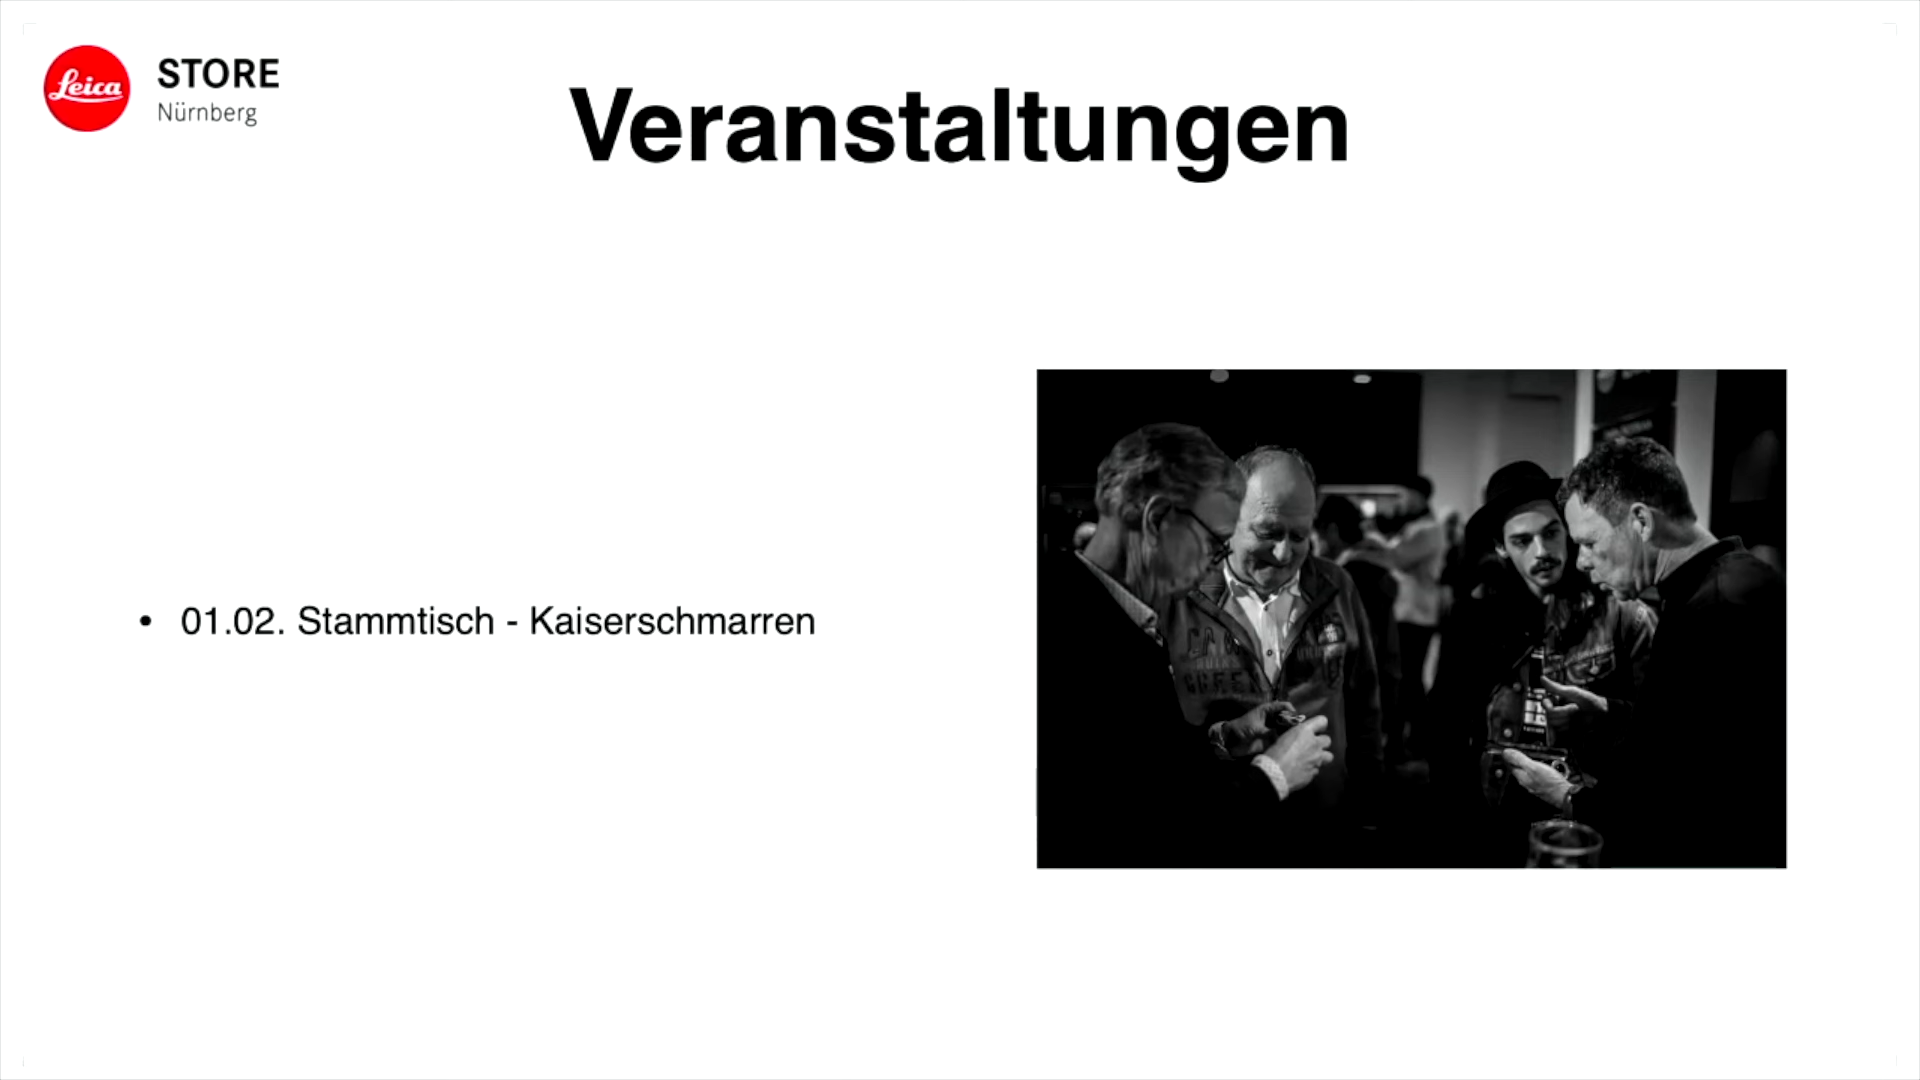 Leica
STORE
Nürnberg
Veranstaltungen
• 01.02. Stammtisch - Kaiserschmarren